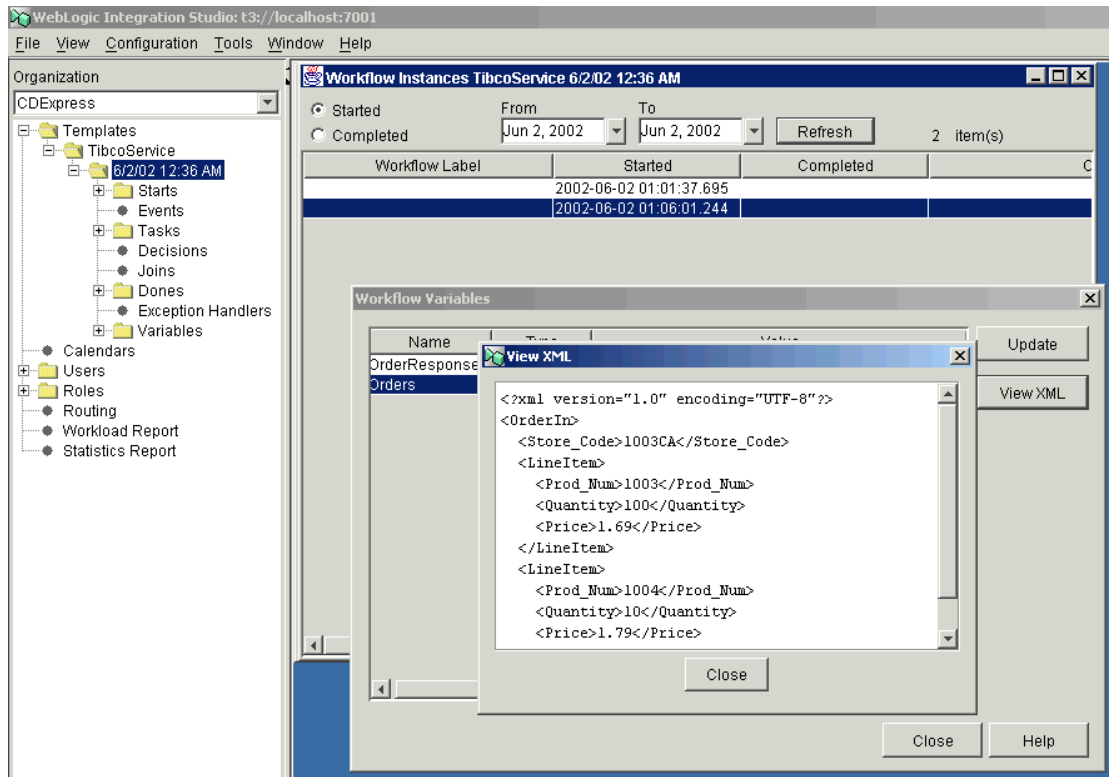 WebLogic Integration Studio: t3://localhost:7001
File View Configuration Tools Window Help
Organization
CDExpress
Templates
TibcoService
6/2/02 12:36 AM
Starts
Events
Tasks
Decisions
Joins
Dones
Exception Handlers
Variables
Calendars
Users
Roles
Routing
Workload Report
Statistics Report
Workflow Instances TibcoService 6/2/02 12:36 AM
Started From To
Completed Jun 2, 2002 Jun 2, 2002 Refresh 2 item(s)
Workflow Label Started Completed C
2002-06-02 01:01:37.695
2002-06-02 01:06:01.244
Workflow Variables
Name Type Value Update
OrderResponse
Orders View XML
View XML
<?xml version="1.0" encoding="UTF-8"?>
<OrderIn>
<Store_Code>1003CA</Store_Code>
<LineItem>
<Prod_Num>1003</Prod_Num>
<Quantity>100</Quantity>
<Price>1.69</Price>
</LineItem>
<LineItem>
<Prod_Num>1004</Prod_Num>
<Quantity>10</Quantity>
<Price>1.79</Price>
Close
Close Help